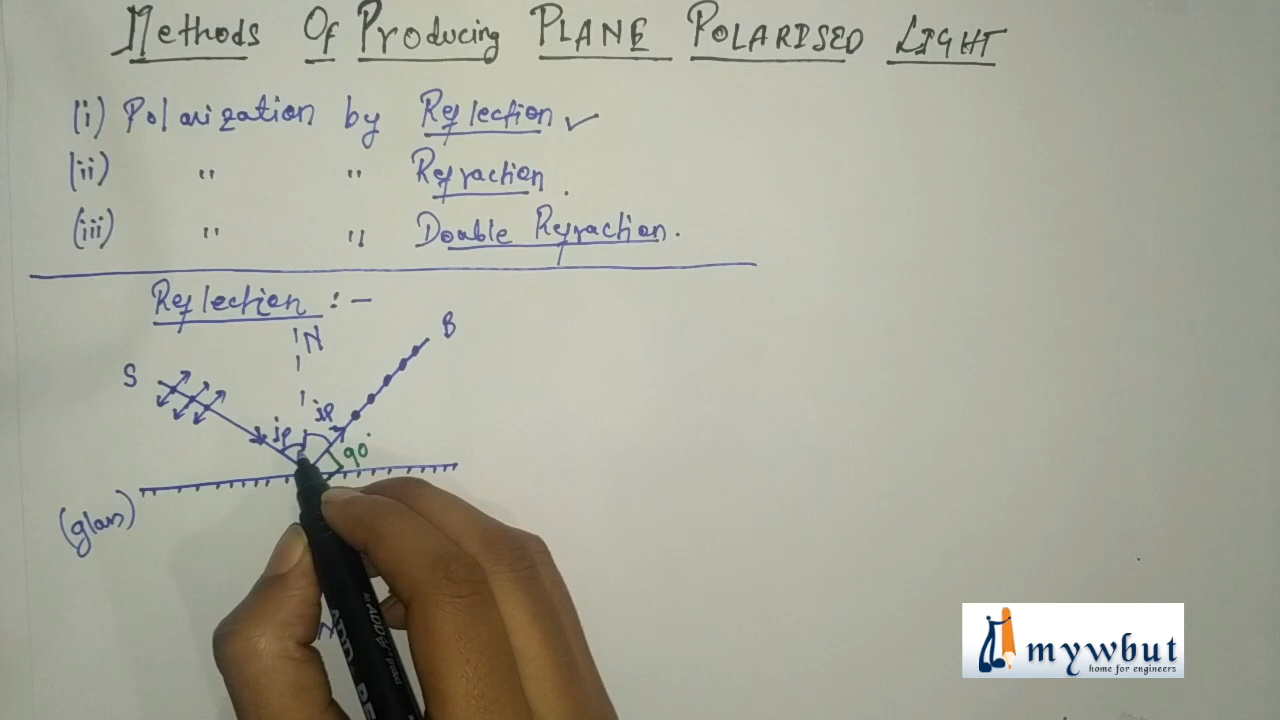 Methods Of Producing PLANE POLARISED LIGHT
(i) Polarization by Reflection ✓
(ii) " " Refraction.
(iii) " " Double Refraction.
Reflection :-
N
B
S
ip
ip
90°
(glass)
N
mywbut
home for engineers